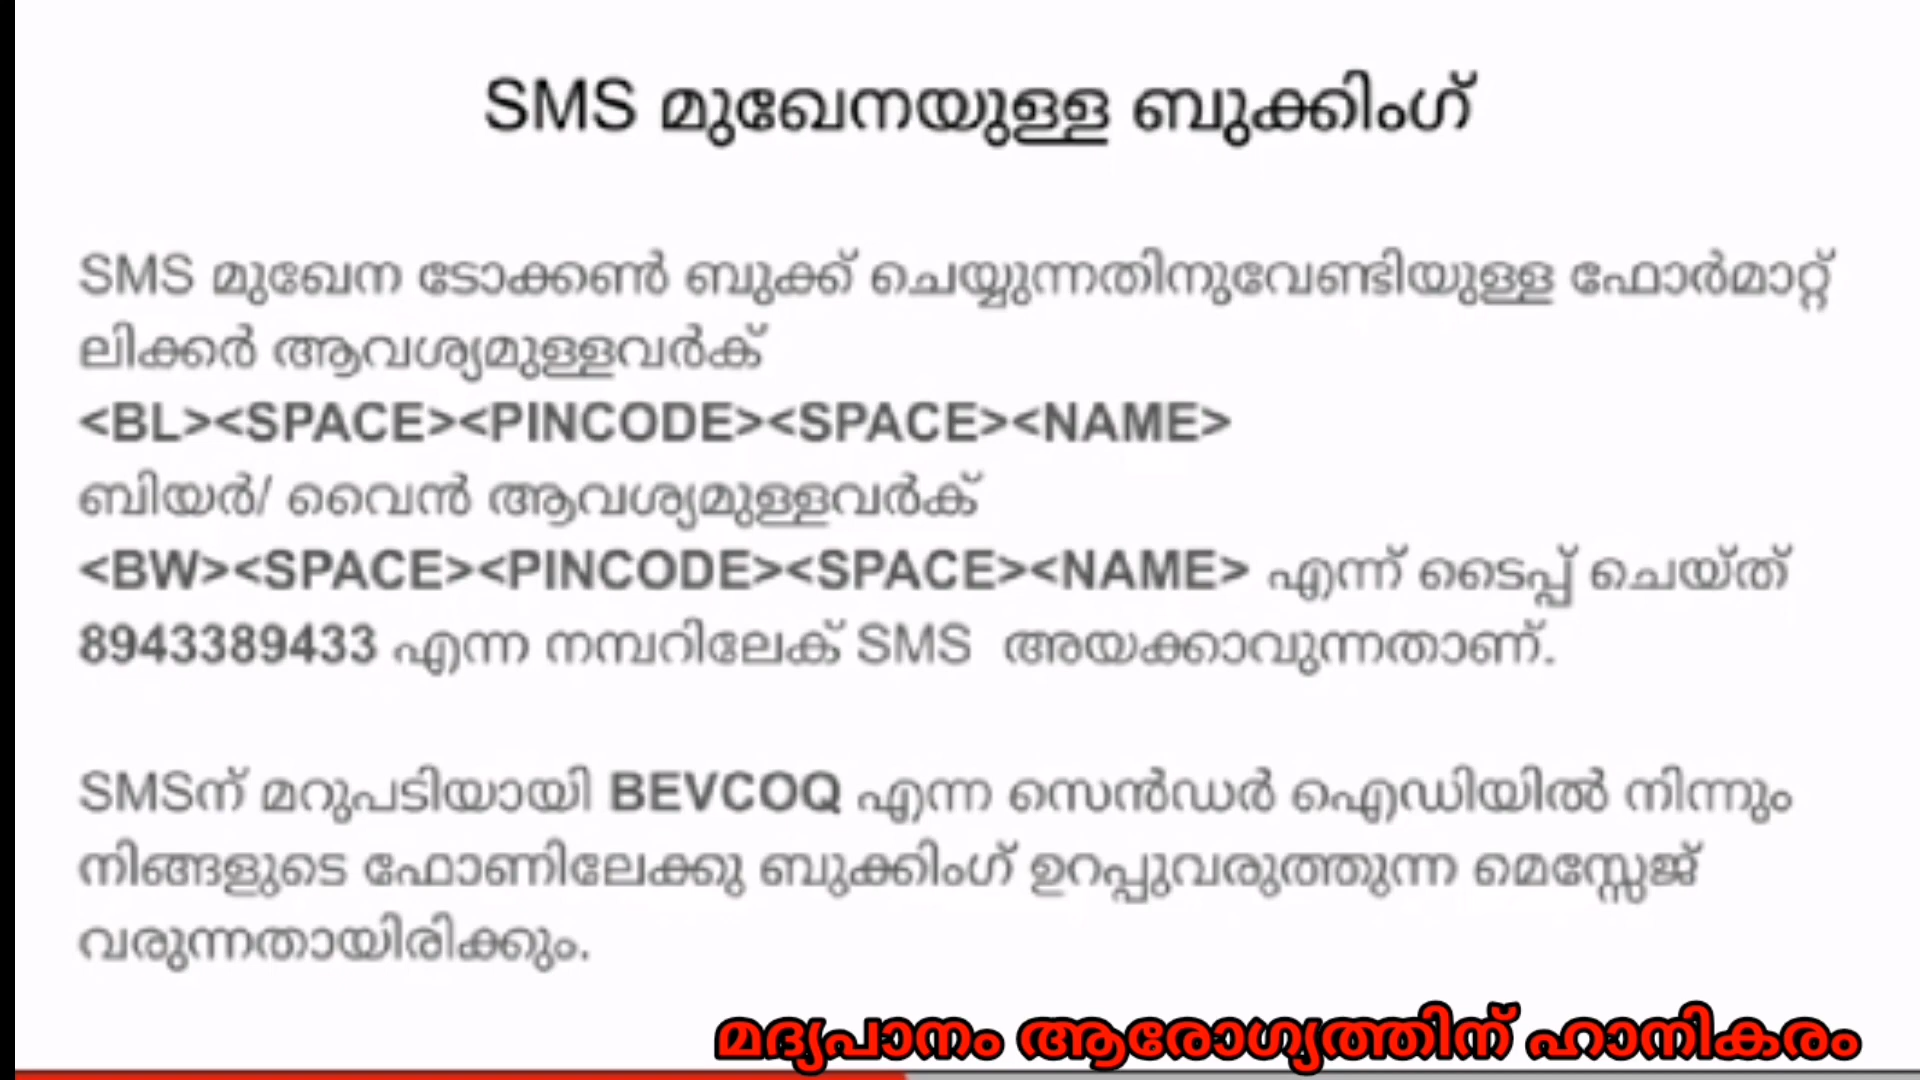 SMS മുഖേനയുള്ള ബുക്കിംഗ്
SMS മുഖേന ടോക്കൺ ബുക്ക് ചെയ്യുന്നതിനുവേണ്ടിയുള്ള ഫോർമാറ്റ്
ലിക്കർ ആവശ്യമുള്ളവർക്
<BL><SPACE><PINCODE><SPACE><NAME>
ബിയർ/ വൈൻ ആവശ്യമുള്ളവർക്
<BW><SPACE><PINCODE><SPACE><NAME> എന്ന് ടൈപ്പ് ചെയ്ത്
8943389433 എന്ന നമ്പറിലേക് SMS അയക്കാവുന്നതാണ്.
SMSന് മറുപടിയായി BEVCOQ എന്ന സെൻഡർ ഐഡിയിൽ നിന്നും
നിങ്ങളുടെ ഫോണിലേക്കു ബുക്കിംഗ് ഉറപ്പുവരുത്തുന്ന മെസ്സേജ്
വരുന്നതായിരിക്കും.
മദ്യപാനം ആരോഗ്യത്തിന് ഹാനികരം